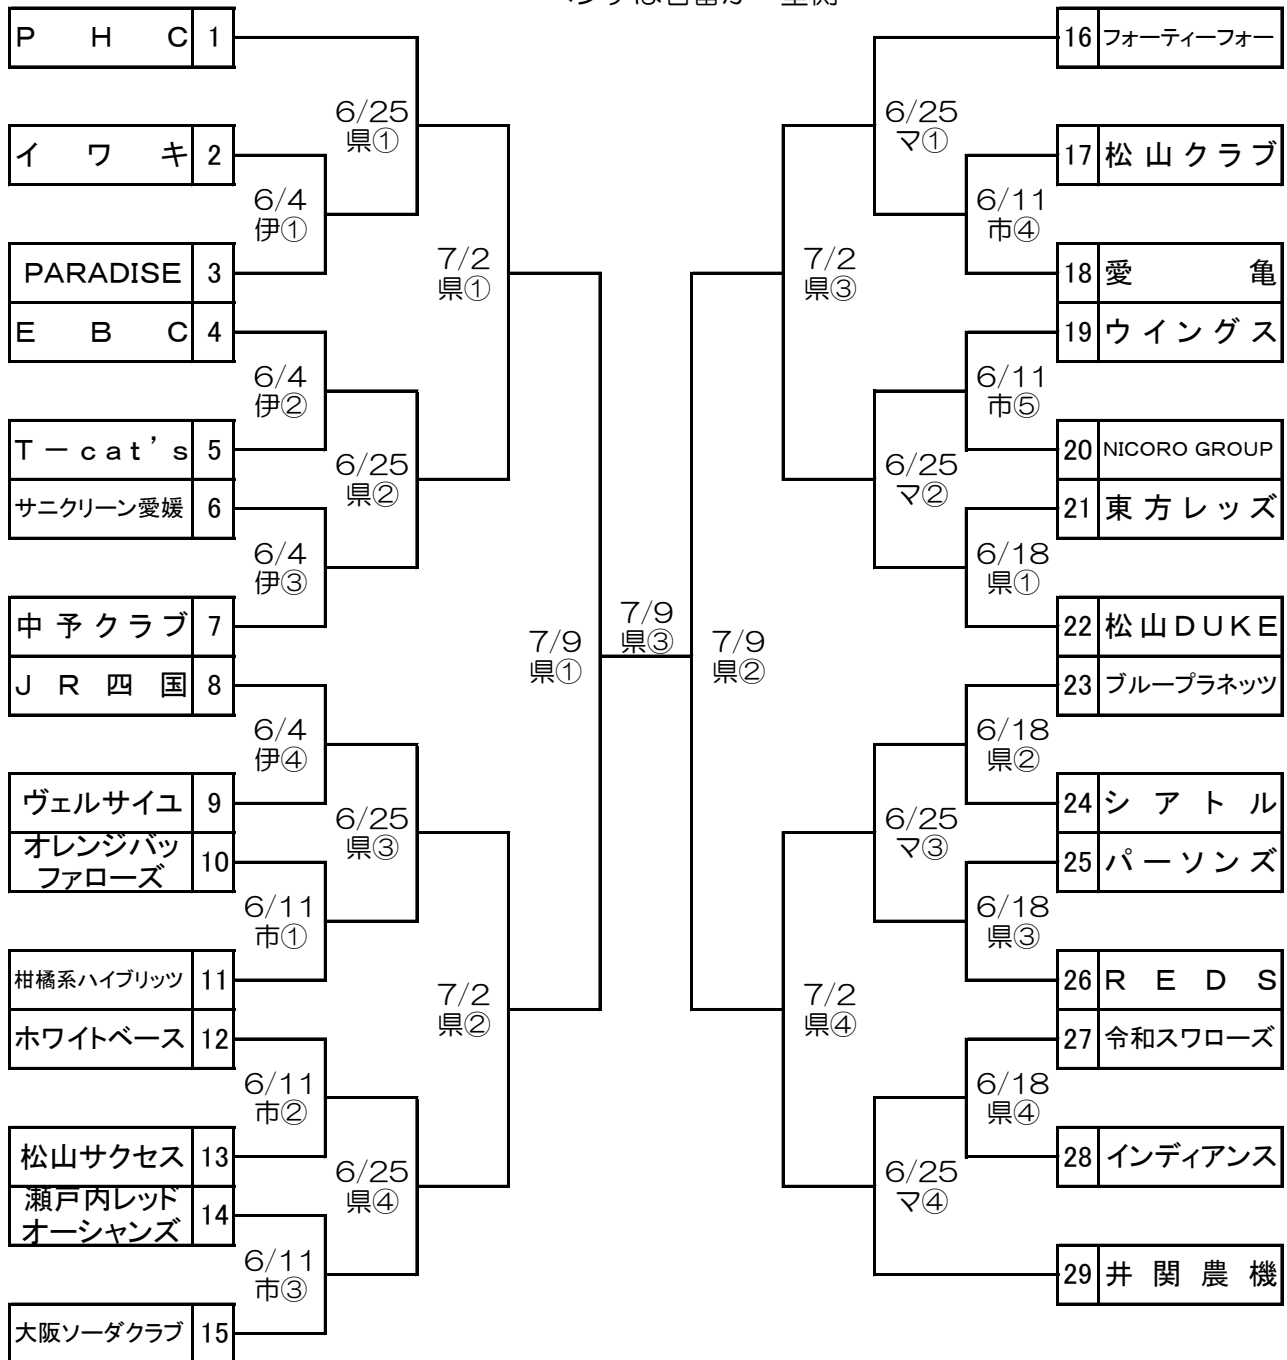 P H C 1
6/25
県①
イワキ 2
6/4
伊①
PARADISE 3
7/2
県①
E B C 4
6/4
伊②
T－cat's 5
6/25
県②
サニクリーン愛媛 6
6/4
伊③
中予クラブ 7
7/9
県①
JR四国 8
6/4
伊④
ヴェルサイユ 9
6/25
県③
オレンジバッ
ファローズ 10
6/11
市①
柑橘系ハイブリッツ 11
7/2
県②
ホワイトベース 12
6/11
市②
松山サクセス 13
6/25
県④
瀬戸内レッド
オーシャンズ 14
6/11
市③
大阪ソーダクラブ 15
7/9
県③
16 フォーティーフォー
6/25
マ①
17 松山クラブ
6/11
市④
18 愛亀
7/2
県③
19 ウイングス
6/11
市⑤
20 NICORO GROUP
6/25
マ②
21 東方レッズ
6/18
県①
22 松山DUKE
7/9
県②
23 ブループラネッツ
6/18
県②
24 シアトル
6/25
マ③
25 パーソンズ
6/18
県③
26 REDS
7/2
県④
27 令和スワローズ
6/18
県④
28 インディアンス
6/25
マ④
29 井関農機